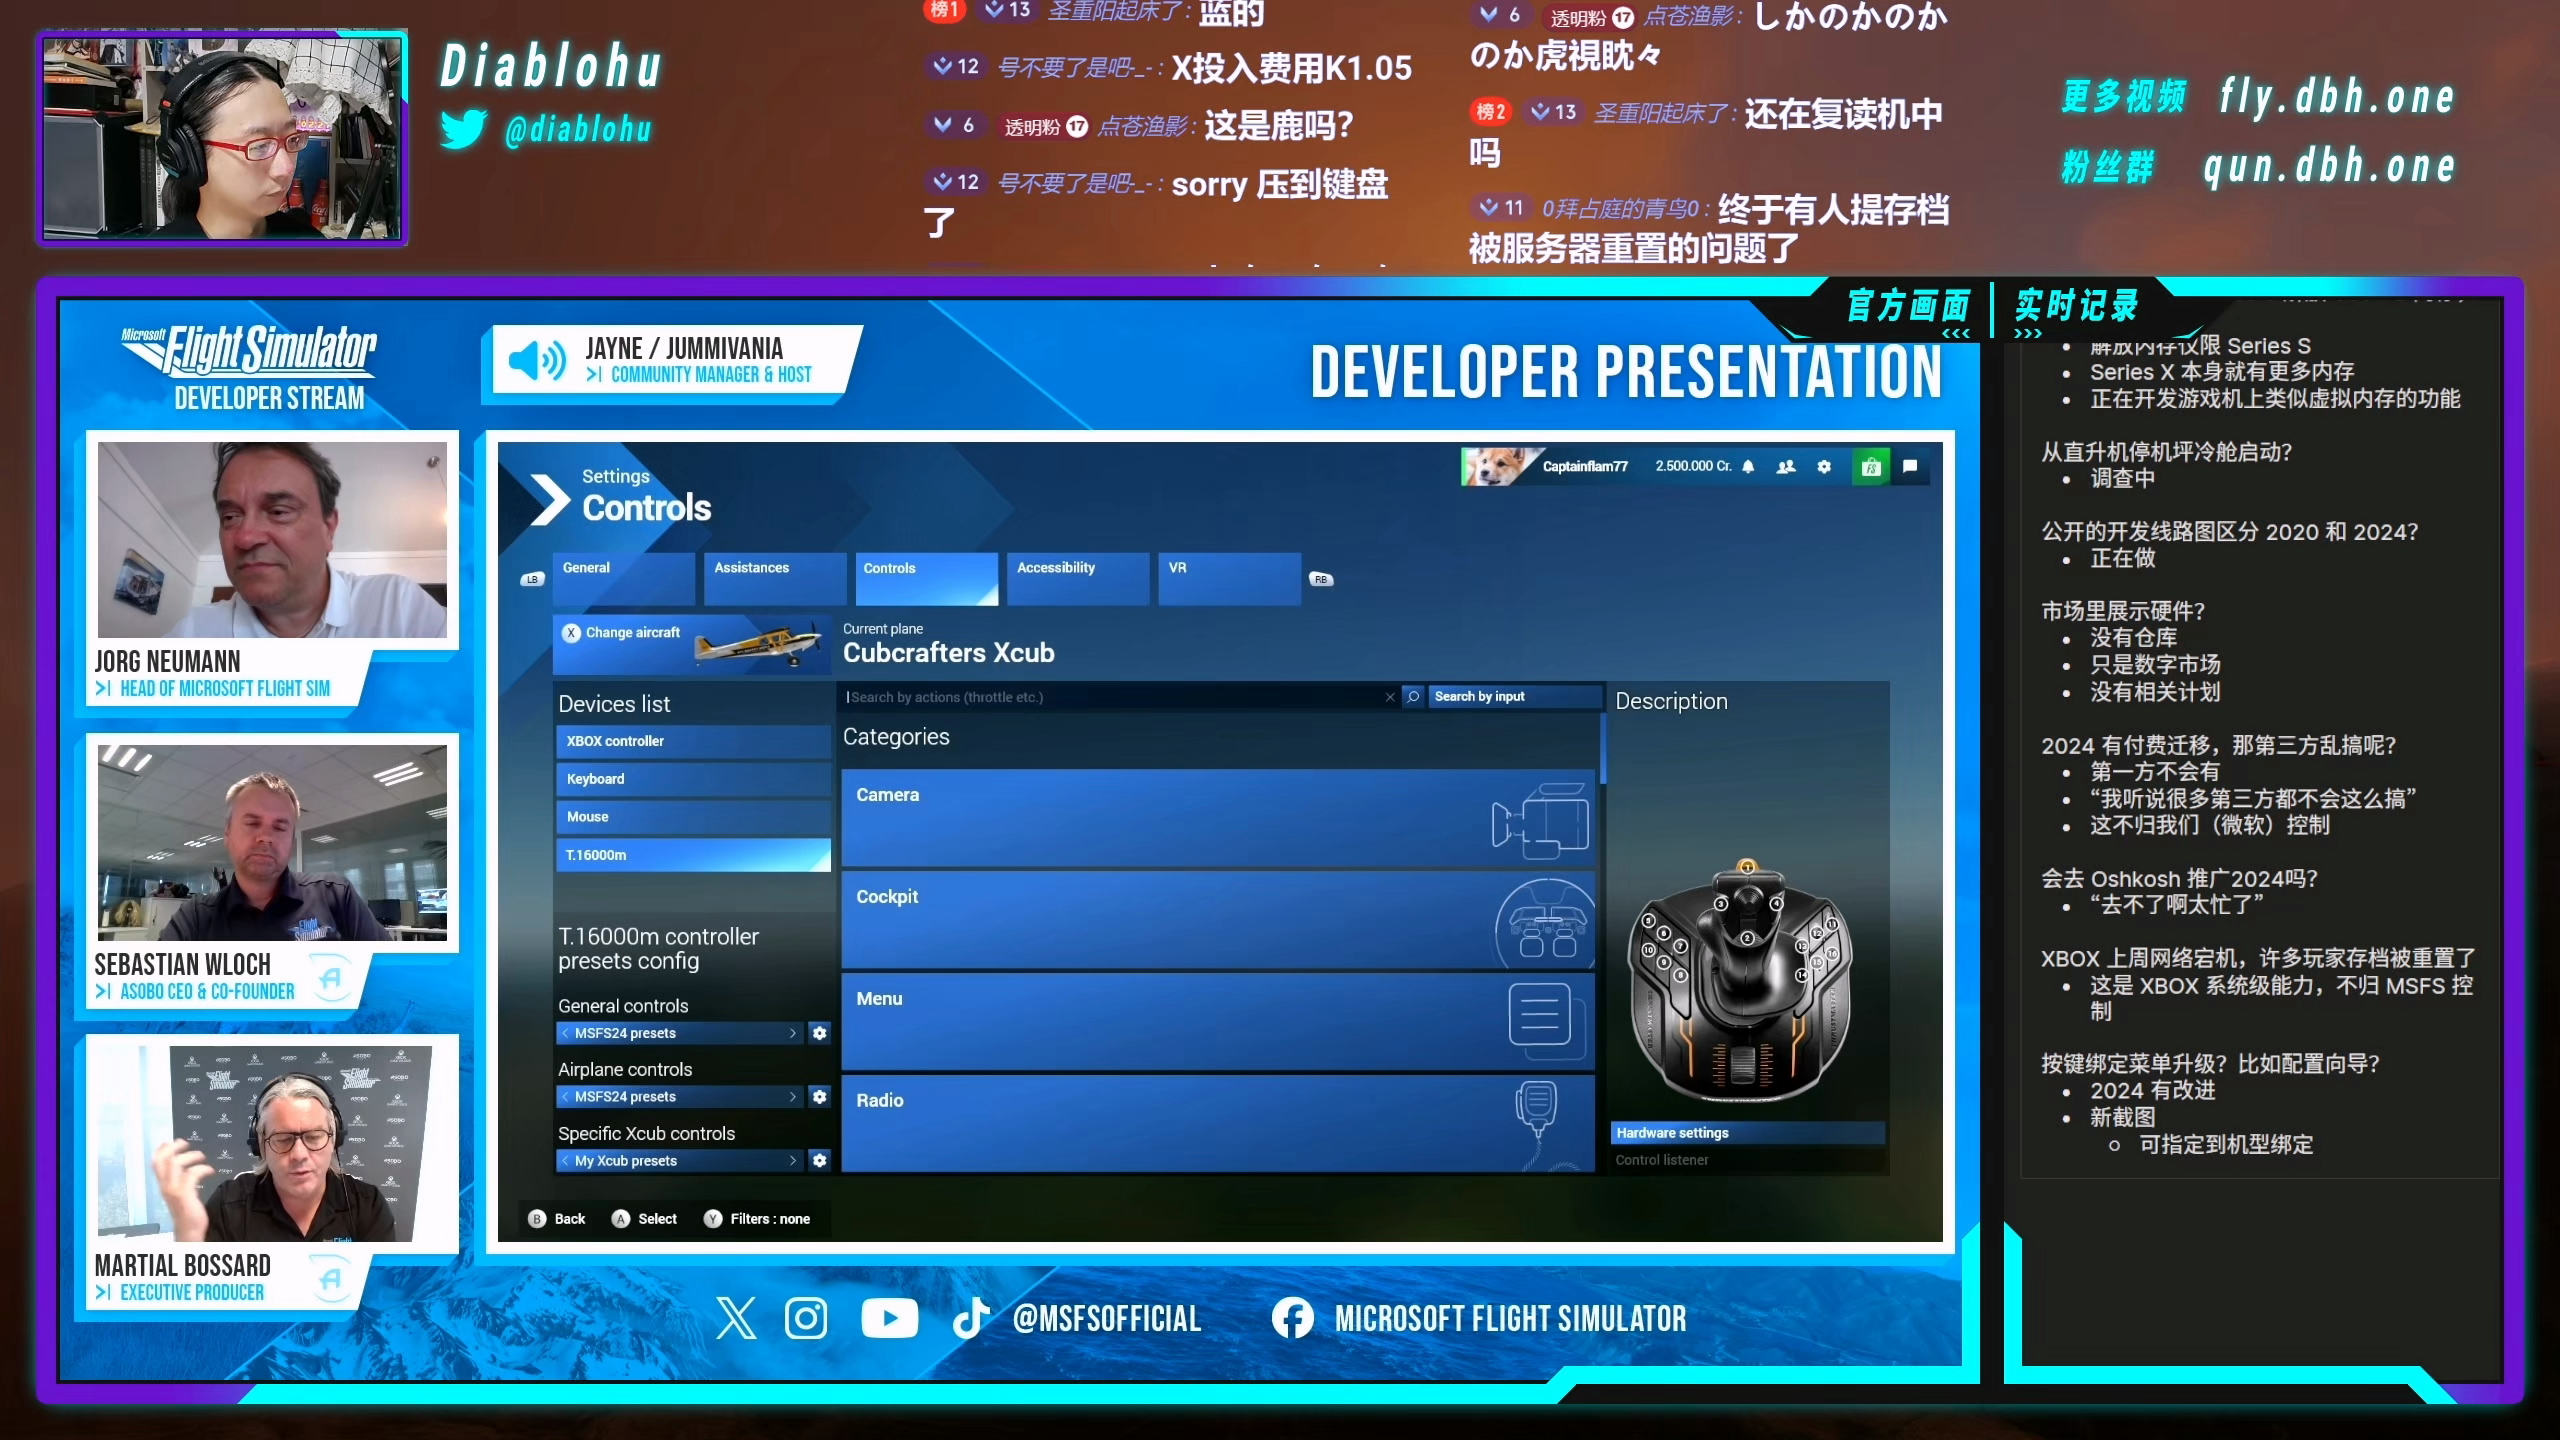 Diablohu
@diablohu
榜1 13 圣重阳起床了: 蓝的
12 号不要了是吧-_-: X投入费用K1.05
6 透明粉 17 点苍渔影: 这是鹿吗?
12 号不要了是吧-_-: sorry 压到键盘
了
6 透明粉 17 点苍渔影: しかのかのか
のか虎視眈々
榜2 13 圣重阳起床了: 还在复读机中
吗
11 0拜占庭的青鸟0: 终于有人提存档
被服务器重置的问题了
更多视频 fly.dbh.one
粉丝群 qun.dbh.one
官方画面 <<<
实时记录 >>>
Microsoft
Flight Simulator
DEVELOPER STREAM
JAYNE / JUMMIVANIA
COMMUNITY MANAGER & HOST
DEVELOPER PRESENTATION
JORG NEUMANN
HEAD OF MICROSOFT FLIGHT SIM
SEBASTIAN WLOCH
ASOBO CEO & CO-FOUNDER
MARTIAL BOSSARD
EXECUTIVE PRODUCER
Settings
Controls
Captainflam77 2.500.000 Cr.
LB General Assistances Controls Accessibility VR RB
X Change aircraft
Current plane
Cubcrafters Xcub
Devices list
XBOX controller
Keyboard
Mouse
T.16000m
T.16000m controller
presets config
General controls
MSFS24 presets
Airplane controls
MSFS24 presets
Specific Xcub controls
My Xcub presets
Search by actions (throttle etc.)
Search by input
Categories
Camera
Cockpit
Menu
Radio
Description
Hardware settings
Control listener
B Back A Select Y Filters : none
@MSFSOFFICIAL
MICROSOFT FLIGHT SIMULATOR
• 解放内存仅限 Series S
• Series X 本身就有更多内存
• 正在开发游戏机上类似虚拟内存的功能
从直升机停机坪冷舱启动?
• 调查中
公开的开发线路图区分 2020 和 2024?
• 正在做
市场里展示硬件?
• 没有仓库
• 只是数字市场
• 没有相关计划
2024 有付费迁移，那第三方乱搞呢?
• 第一方不会有
• “我听说很多第三方都不会这么搞”
• 这不归我们（微软）控制
会去 Oshkosh 推广2024吗?
• “去不了啊太忙了”
XBOX 上周网络宕机，许多玩家存档被重置了
• 这是 XBOX 系统级能力，不归 MSFS 控
制
按键绑定菜单升级？比如配置向导?
• 2024 有改进
• 新截图
○ 可指定到机型绑定